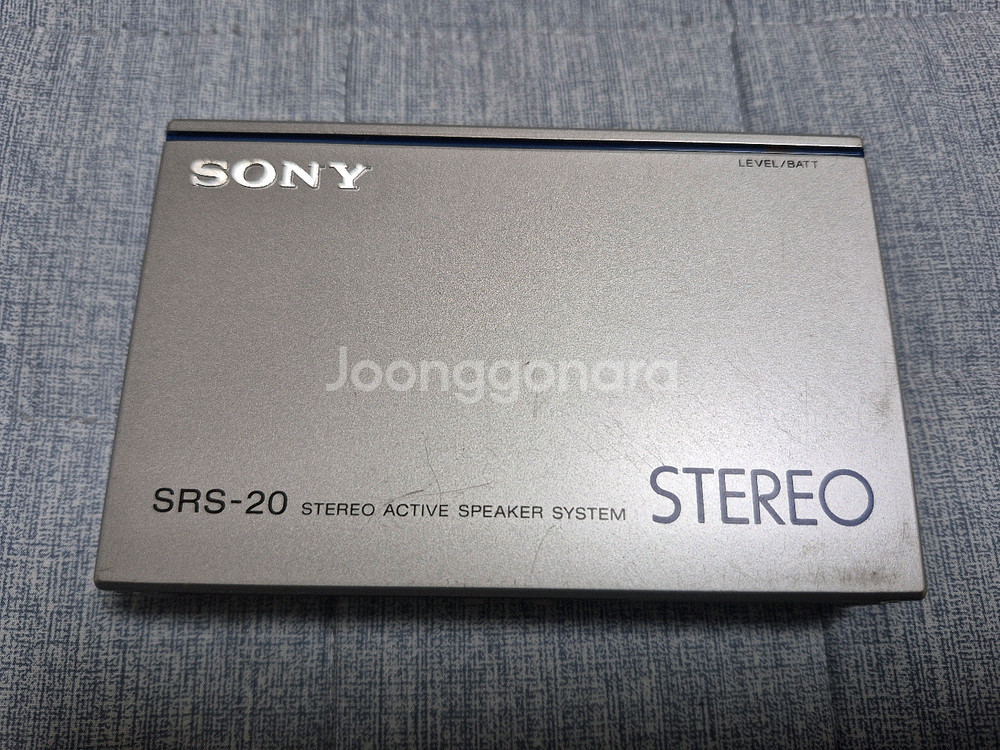 SONY
LEVEL/BATT
Joonggonara
SRS-20 STEREO ACTIVE SPEAKER SYSTEM STEREO